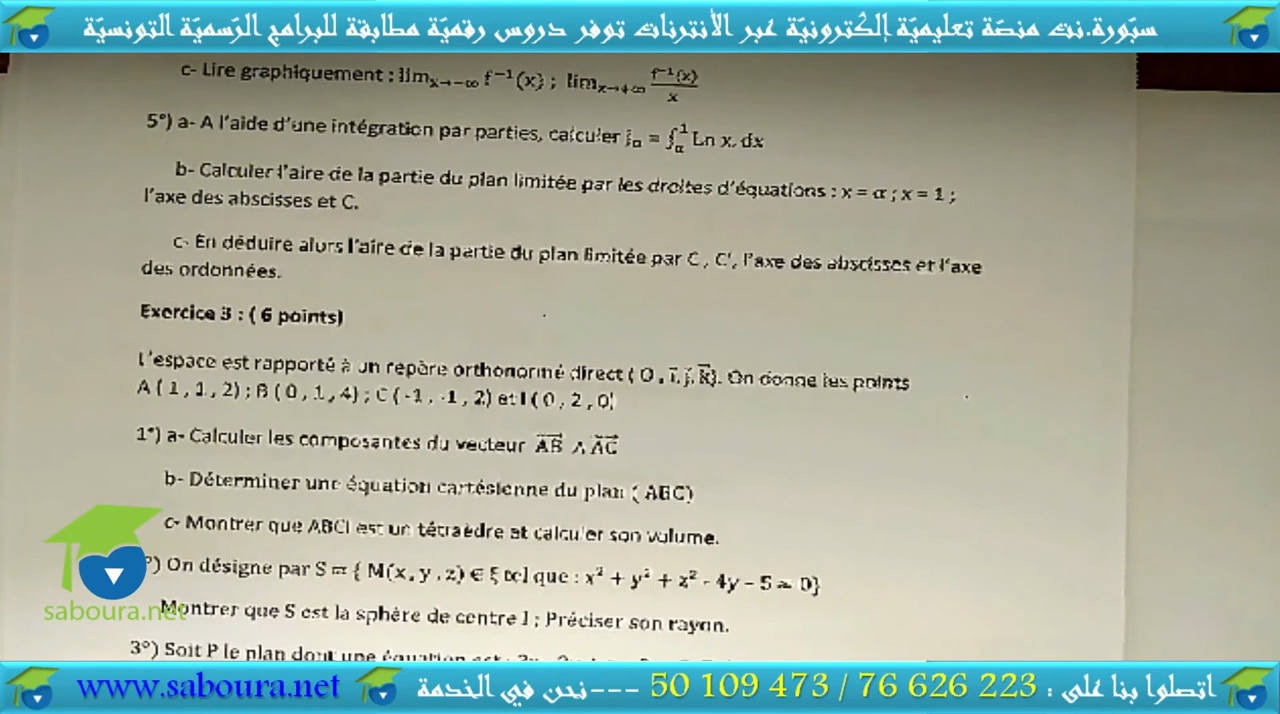 سبّورة.نت منصّة تعليميّة إلكترونيّة عبر الأنترنات توفر دروس رقميّة مطابقة للبرامج الرّسميّة التونسيّة
c- Lire graphiquement : lim x→-∞ f⁻¹(x) ; lim x→+∞ f⁻¹(x)/x
5°) a- A l'aide d'une intégration par parties, calculer jα = ∫α¹ Ln x. dx
b- Calculer l'aire de la partie du plan limitée par les droites d'équations : x = α ; x = 1 ;
l'axe des abscisses et C.
c- En déduire alors l'aire de la partie du plan limitée par C , C', l'axe des abscisses et l'axe
des ordonnées.
Exercice 3 : ( 6 points)
L'espace est rapporté à un repère orthonormé direct ( O , i⃗, j⃗, k⃗). On donne les points
A ( 1 , 1 , 2) ; B ( 0 , 1 , 4) ; C ( -1 , -1 , 2) et I ( 0 , 2 , 0)
1°) a- Calculer les composantes du vecteur AB⃗ ∧ AC⃗
b- Déterminer une équation cartésienne du plan ( ABC)
c- Montrer que ABCI est un tétraèdre et calculer son volume.
°) On désigne par S = { M(x , y , z) ∈ ξ tel que : x² + y² + z² - 4y - 5 = 0}
saboura.net
Montrer que S est la sphère de centre I ; Préciser son rayon.
3°) Soit P le plan dont une équation est
www.saboura.net اتصلوا بنا على : 50 109 473 / 76 626 223 ---نحن في الخدمة